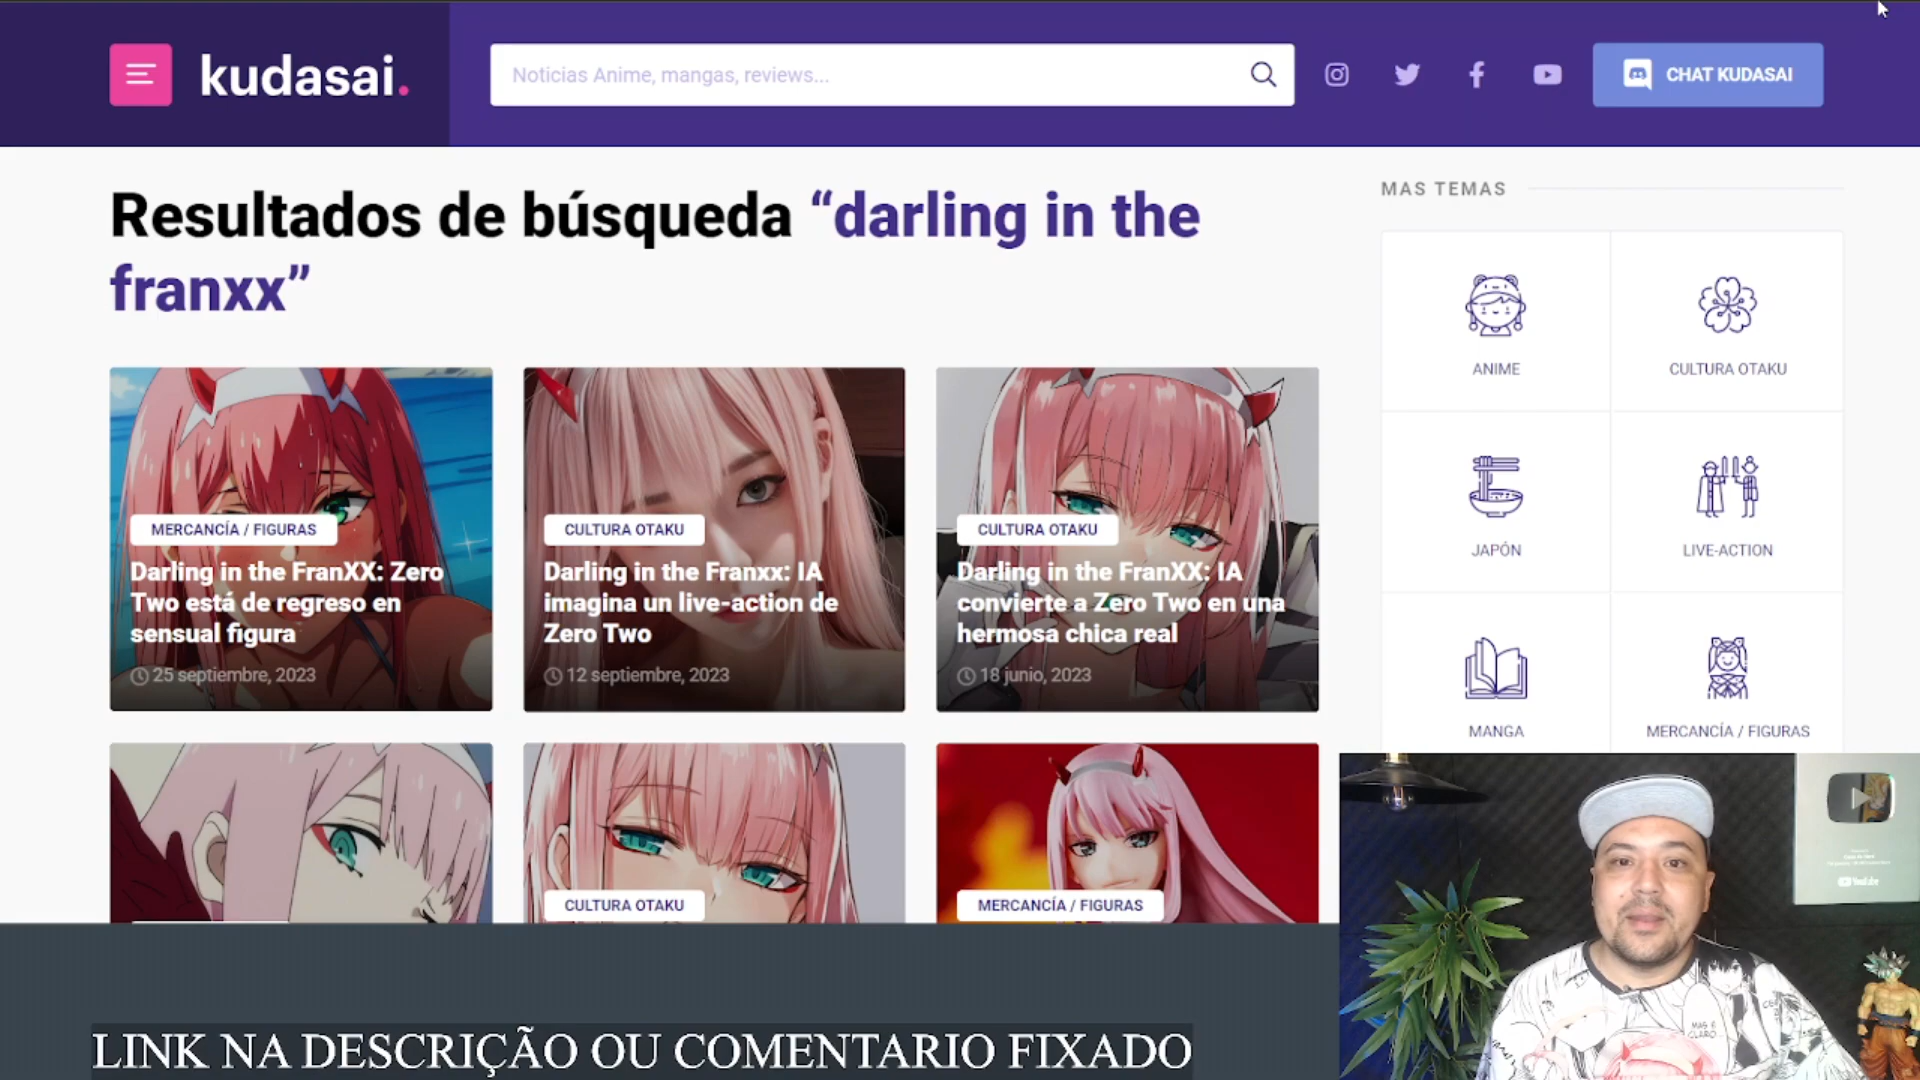 kudasai.
Noticias Anime, mangas, reviews...
CHAT KUDASAI
Resultados de búsqueda “darling in the
franxx”
MAS TEMAS
ANIME
CULTURA OTAKU
JAPÓN
LIVE-ACTION
MANGA
MERCANCÍA / FIGURAS
MERCANCÍA / FIGURAS
Darling in the FranXX: Zero
Two está de regreso en
sensual figura
25 septiembre, 2023
CULTURA OTAKU
Darling in the Franxx: IA
imagina un live-action de
Zero Two
12 septiembre, 2023
CULTURA OTAKU
Darling in the FranXX: IA
convierte a Zero Two en una
hermosa chica real
18 junio, 2023
CULTURA OTAKU
MERCANCÍA / FIGURAS
YouTube
MAS É
CLARO
LINK NA DESCRIÇÃO OU COMENTARIO FIXADO